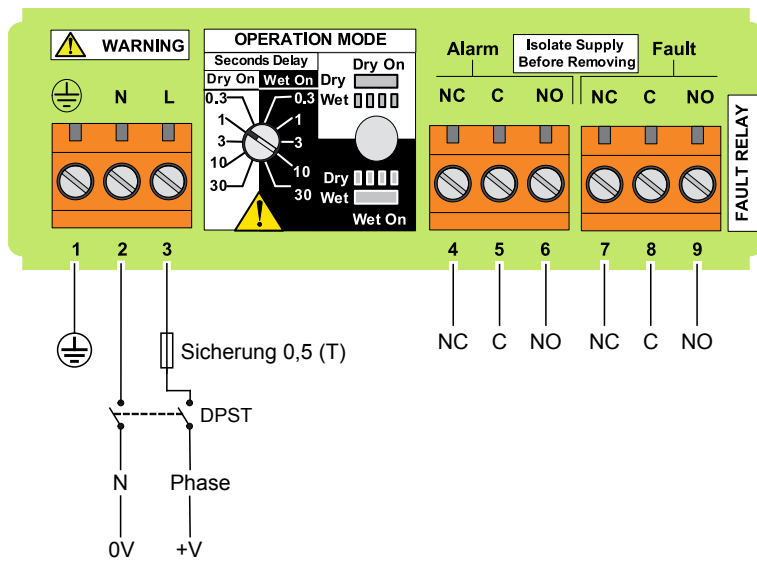 WARNING
N L
OPERATION MODE
Seconds Delay
Dry On Wet On
0.3 0.3
1 1
3 3
10 10
30 30
Dry On
Dry
Wet
Dry
Wet
Wet On
Alarm
Isolate Supply
Before Removing
Fault
NC C NO NC C NO
FAULT RELAY
1 2 3 4 5 6 7 8 9
NC C NO NC C NO
Sicherung 0,5 (T)
DPST
N Phase
0V +V